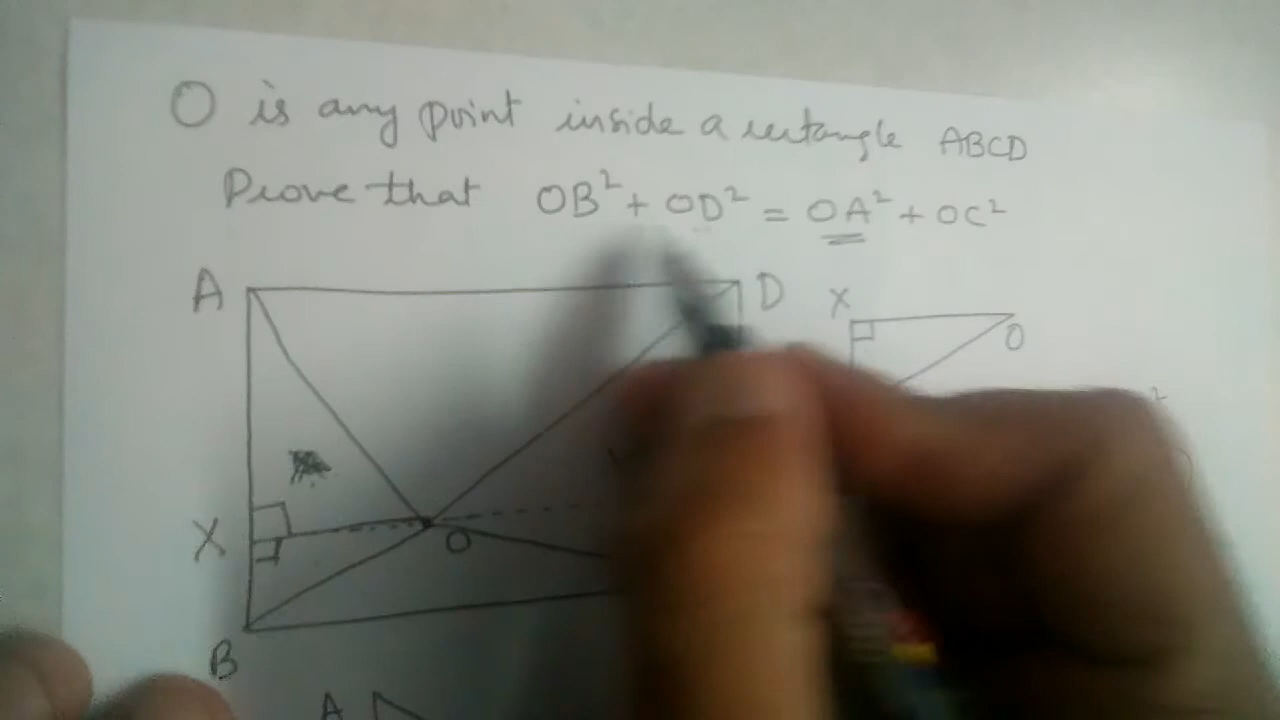 O is any point inside a rectangle ABCD
Prove that OB² + OD² = OA² + OC²
A
D
X
O
X
O
B
A